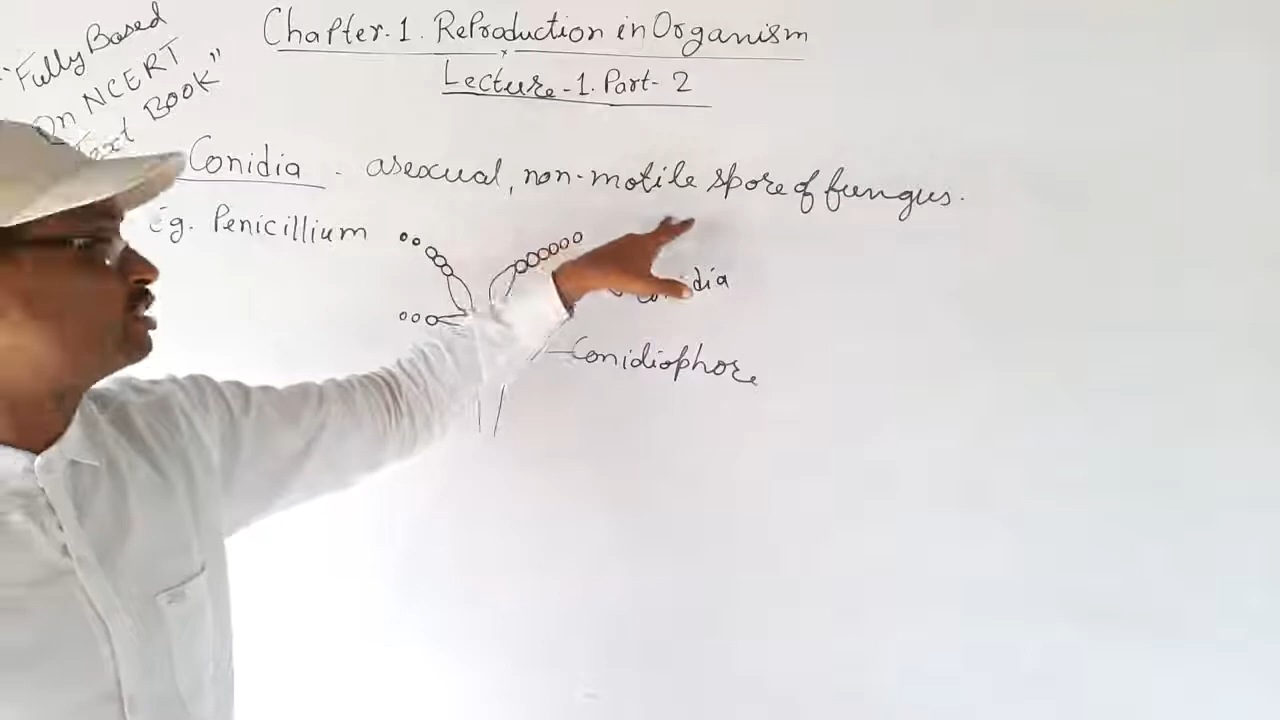 "Fully Based
On NCERT
Text BOOK"
Chapter.1. Reproduction in Organism
Lecture-1. Part-2
Conidia - asexual, non-motile spore of fungus.
Eg. Penicillium
Conidiophore